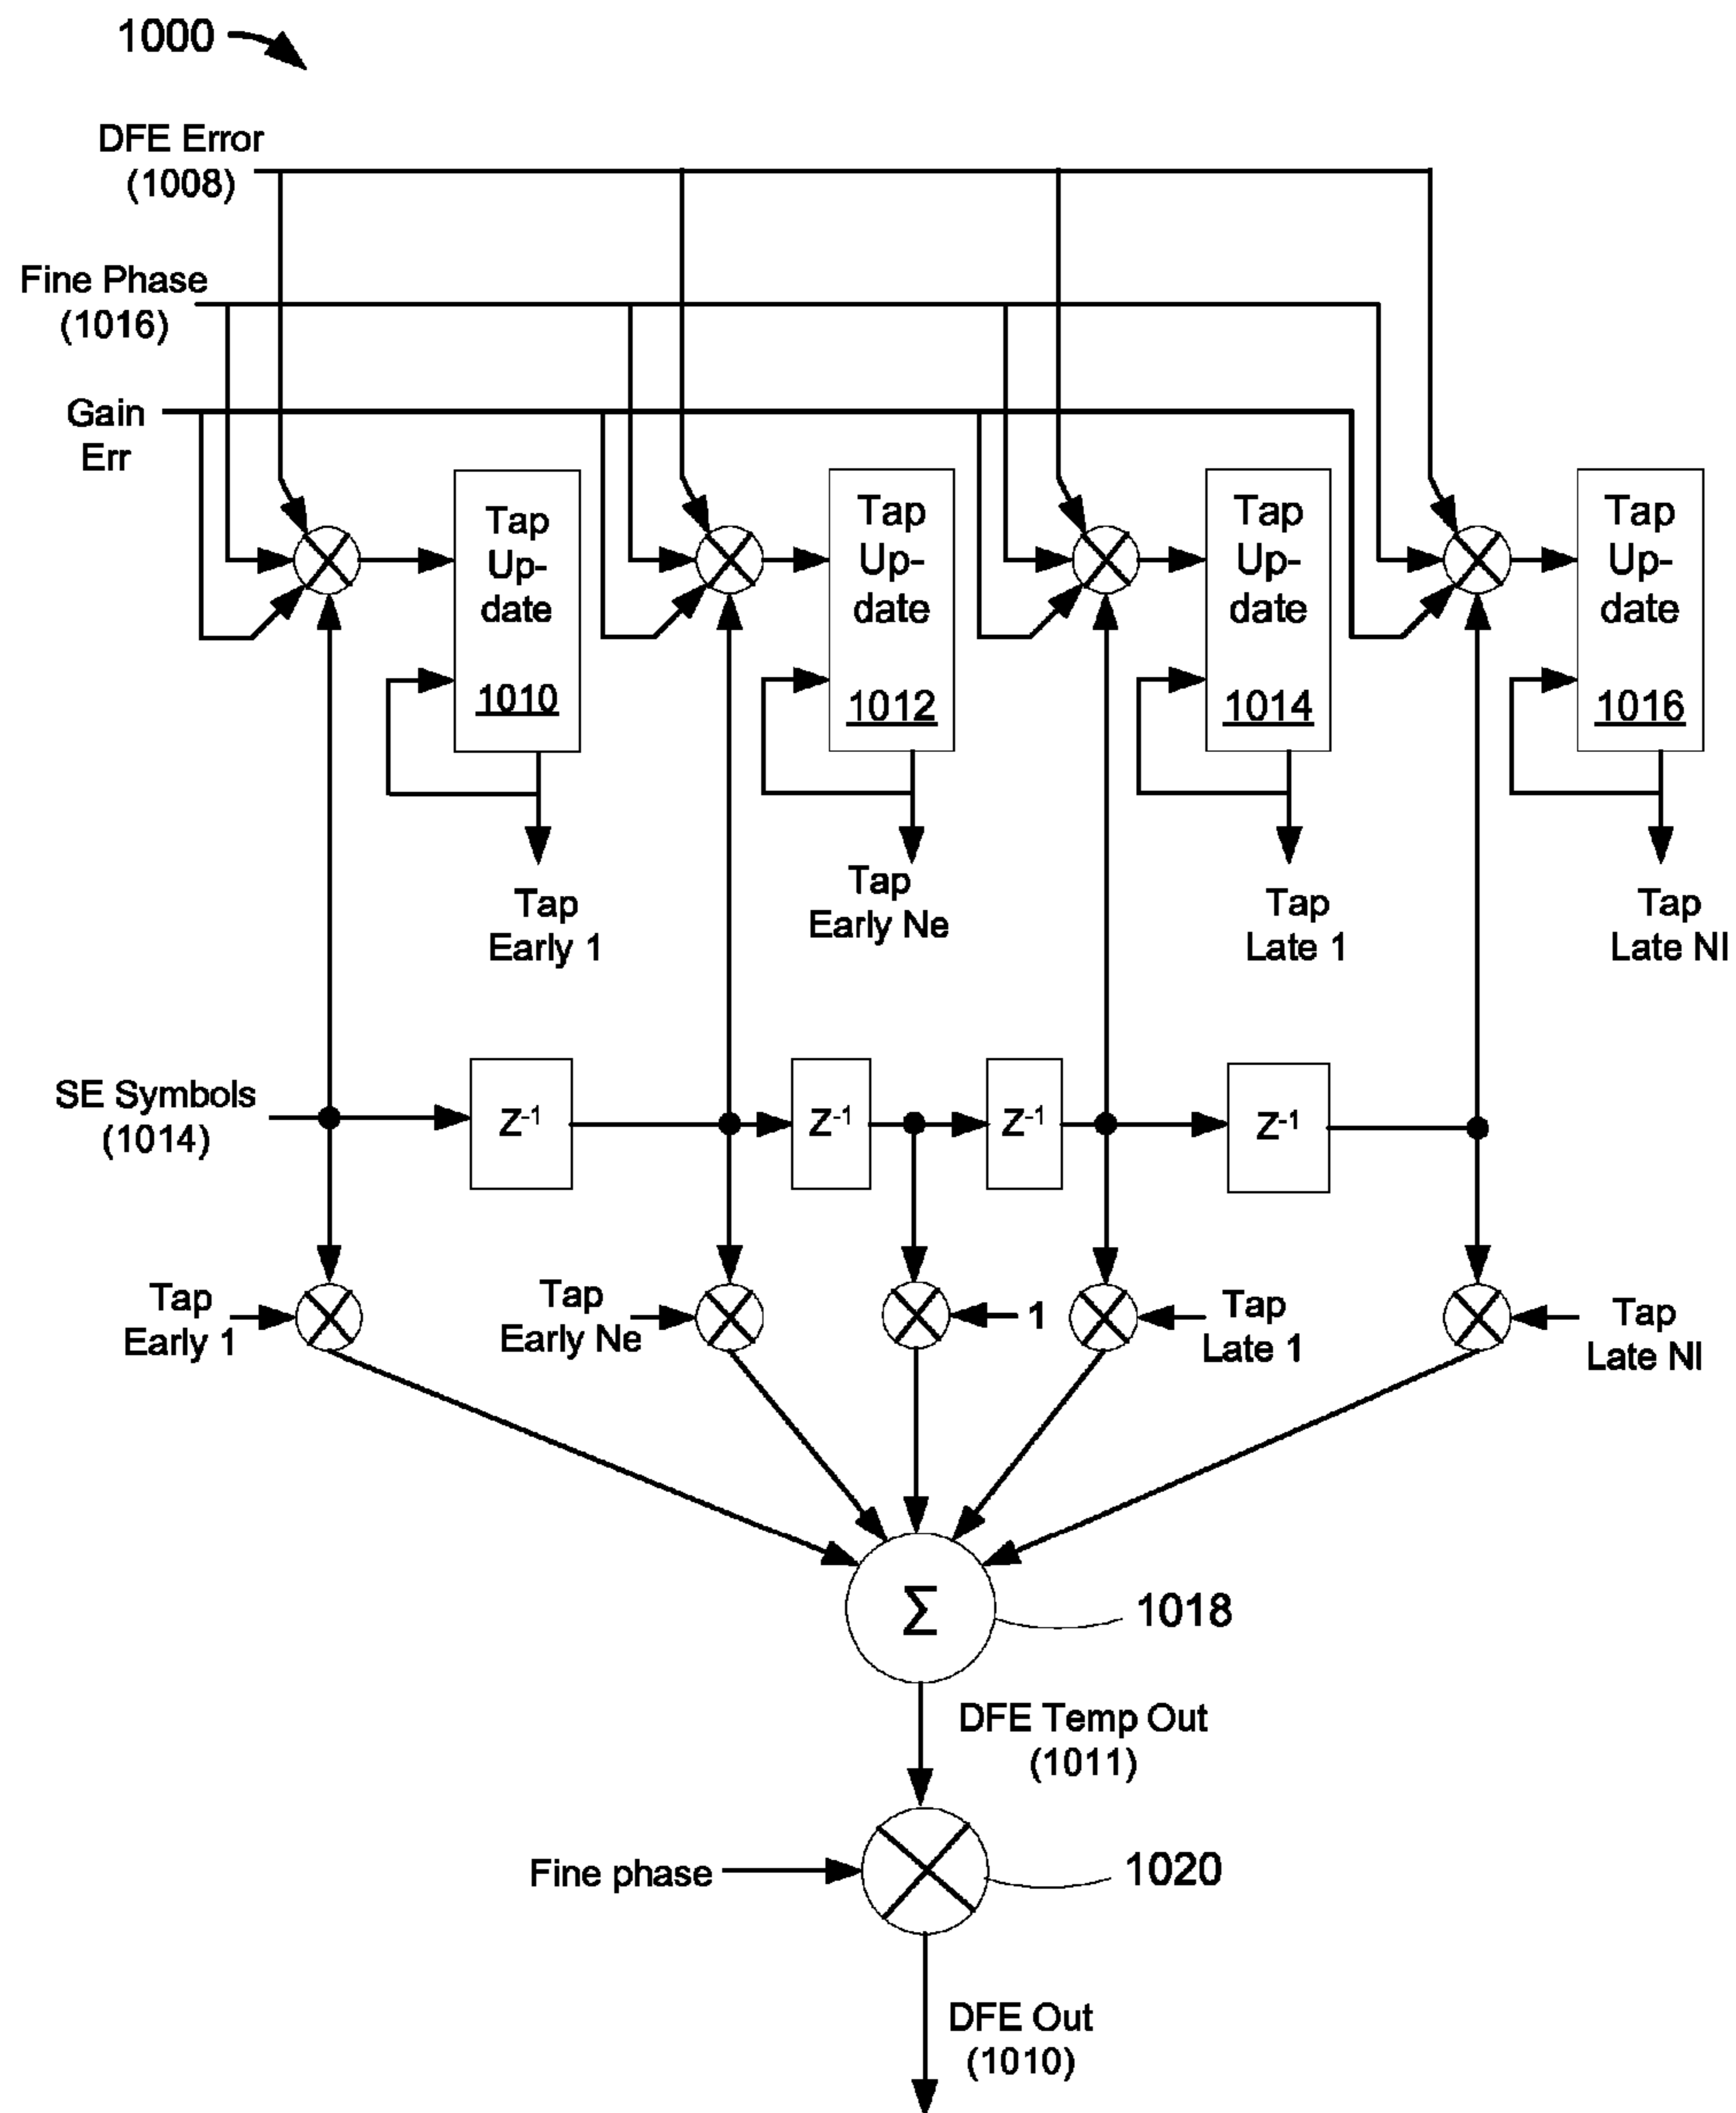 1000
DFE Error
(1008)
Fine Phase
(1016)
Gain
Err
Tap
Up-
date
1010
Tap
Up-
date
1012
Tap
Up-
date
1014
Tap
Up-
date
1016
Tap
Early 1
Tap
Early Ne
Tap
Late 1
Tap
Late Nl
SE Symbols
(1014)
Z-1
Z-1
Z-1
Z-1
Tap
Early 1
Tap
Early Ne
1
Tap
Late 1
Tap
Late Nl
Σ
1018
DFE Temp Out
(1011)
Fine phase
1020
DFE Out
(1010)